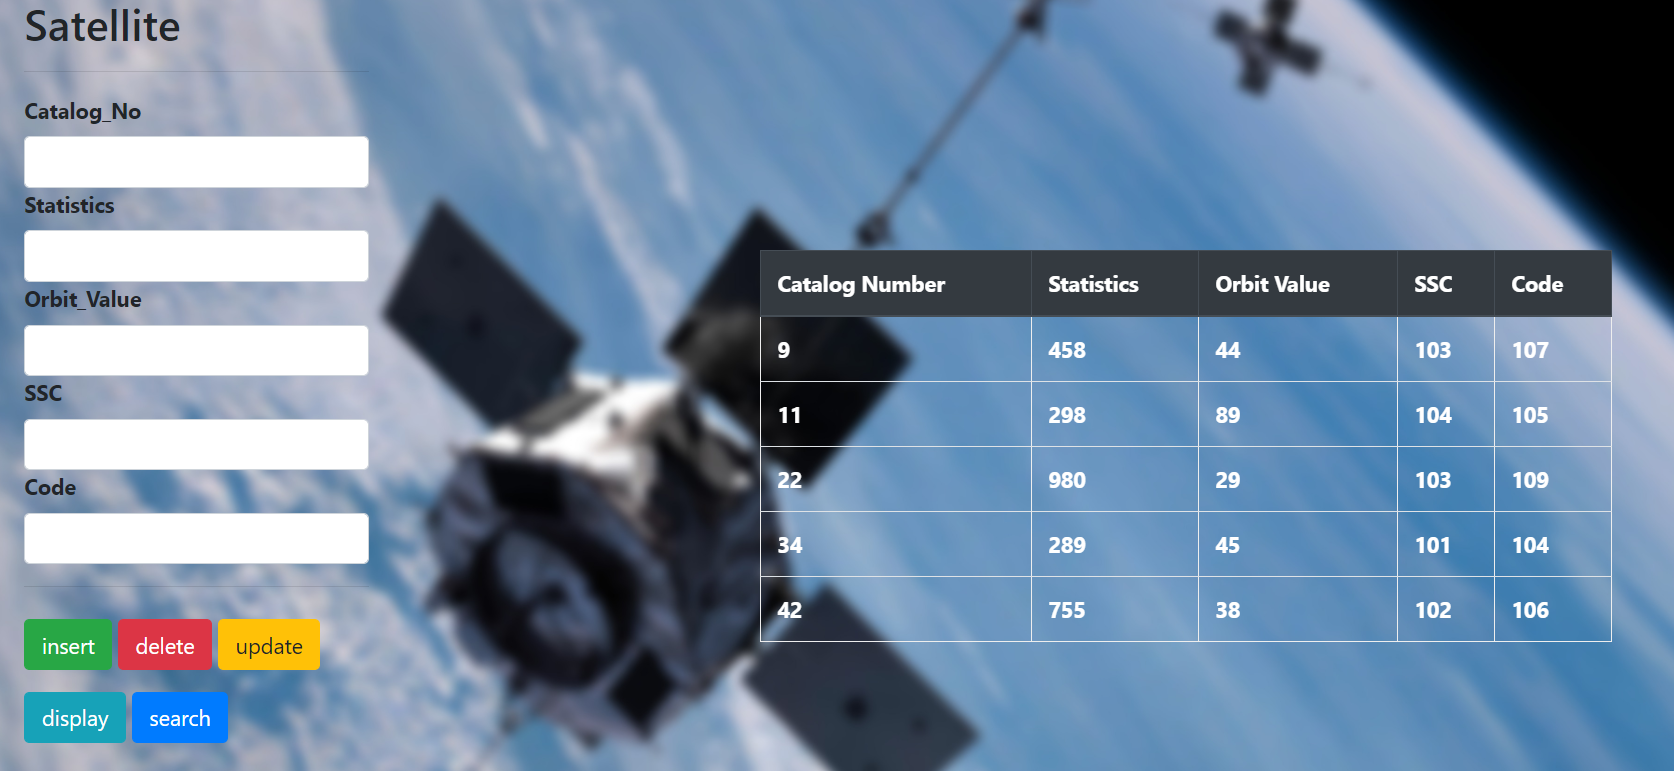 Satellite
Catalog_No
Statistics
Orbit_Value
SSC
Code
insert delete update
display search
Catalog Number Statistics Orbit Value SSC Code
9 458 44 103 107
11 298 89 104 105
22 980 29 103 109
34 289 45 101 104
42 755 38 102 106